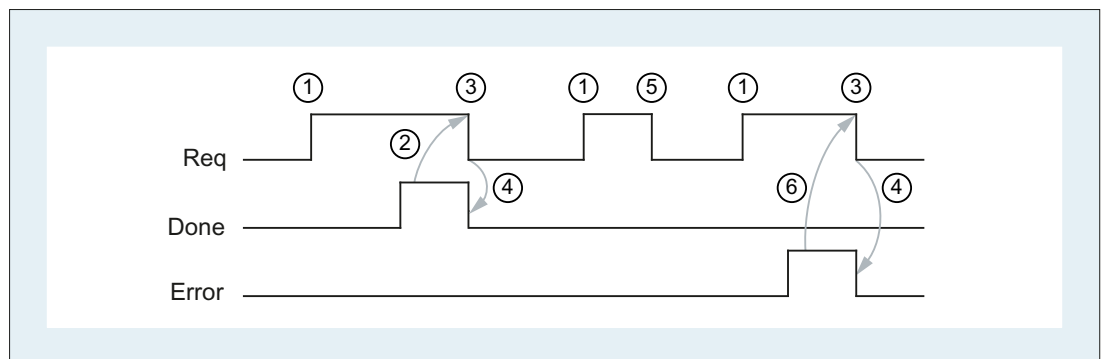 ① ③ ① ⑤ ① ③
②
Req
④ ⑥ ④
Done
Error